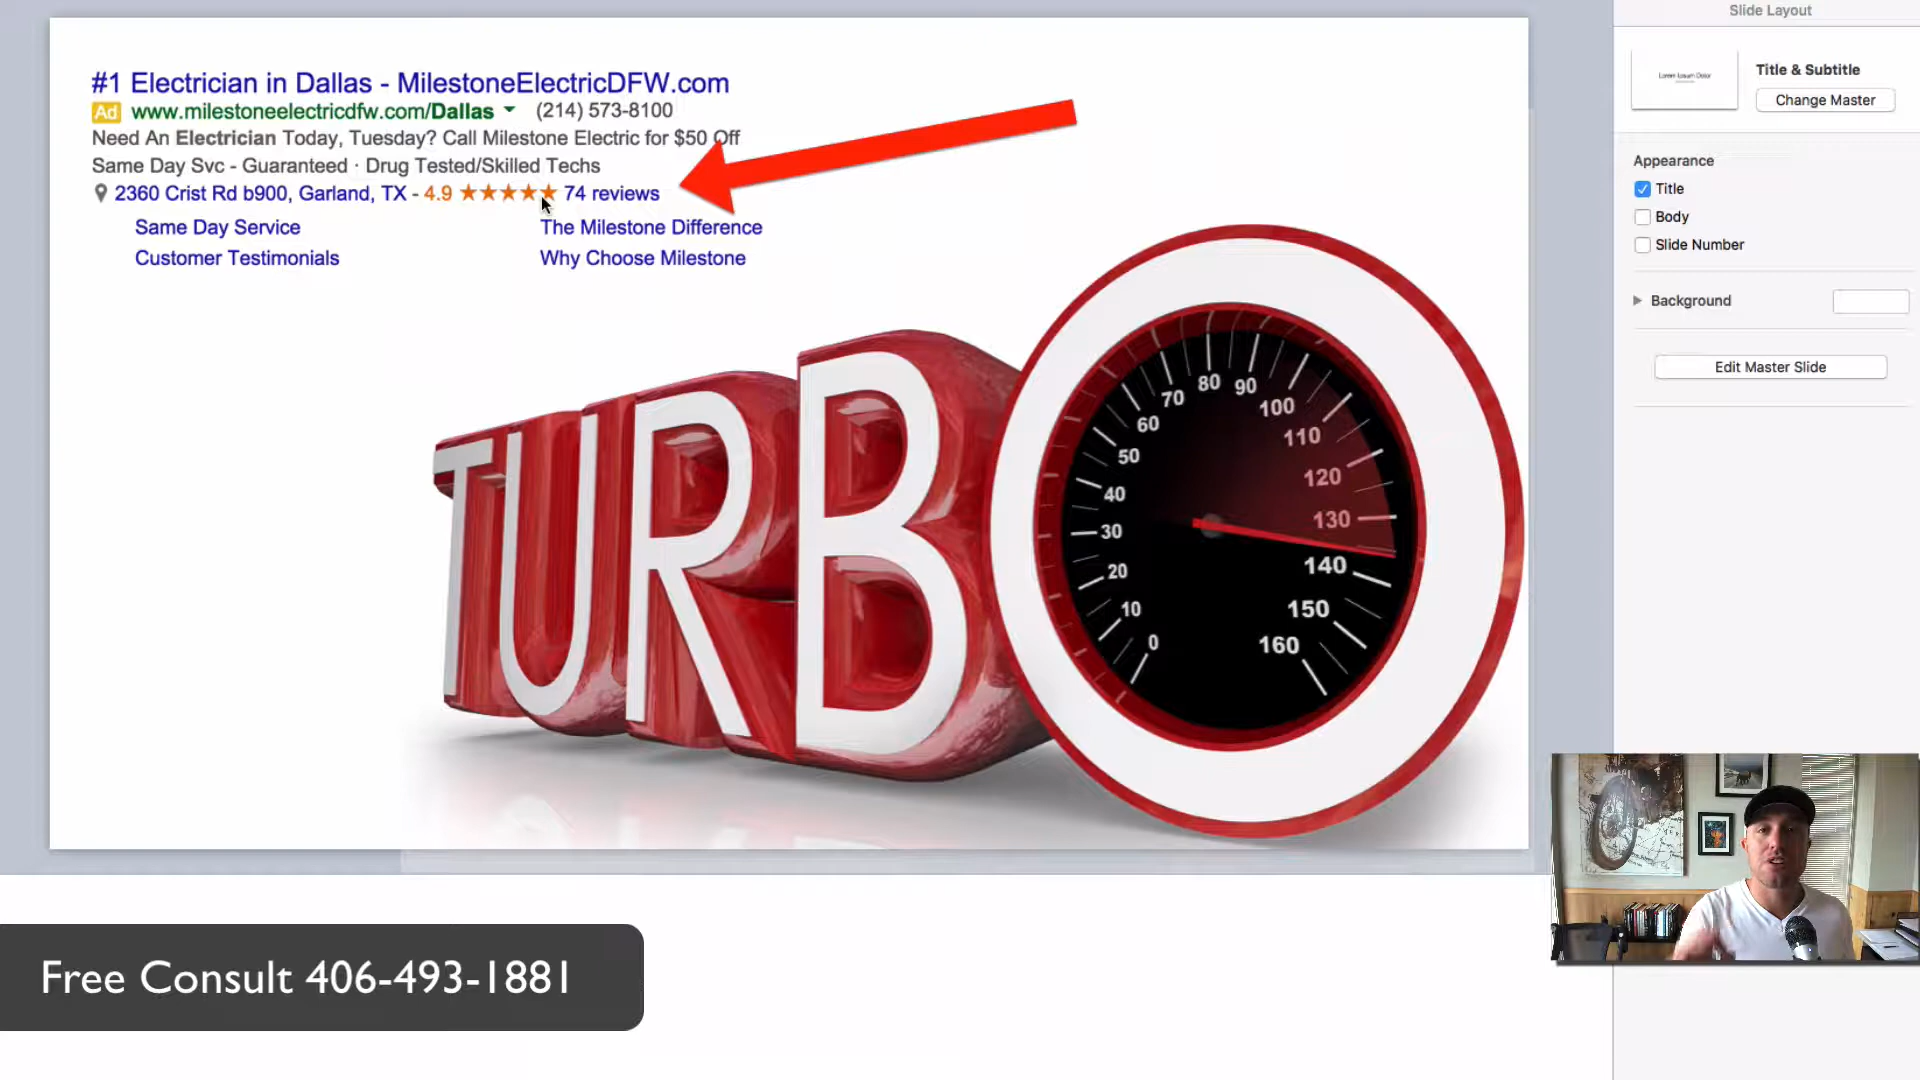 #1 Electrician in Dallas - MilestoneElectricDFW.com
Ad www.milestoneelectricdfw.com/Dallas (214) 573-8100
Need An Electrician Today, Tuesday? Call Milestone Electric for $50 Off
Same Day Svc - Guaranteed · Drug Tested/Skilled Techs
2360 Crist Rd b900, Garland, TX - 4.9 ★★★★★ 74 reviews
Same Day Service
The Milestone Difference
Customer Testimonials
Why Choose Milestone
TURBO
0
10
20
30
40
50
60
70
80
90
100
110
120
130
140
150
160
Slide Layout
Lorem Ipsum Dolor
Title & Subtitle
Change Master
Appearance
Title
Body
Slide Number
Background
Edit Master Slide
Free Consult 406-493-1881